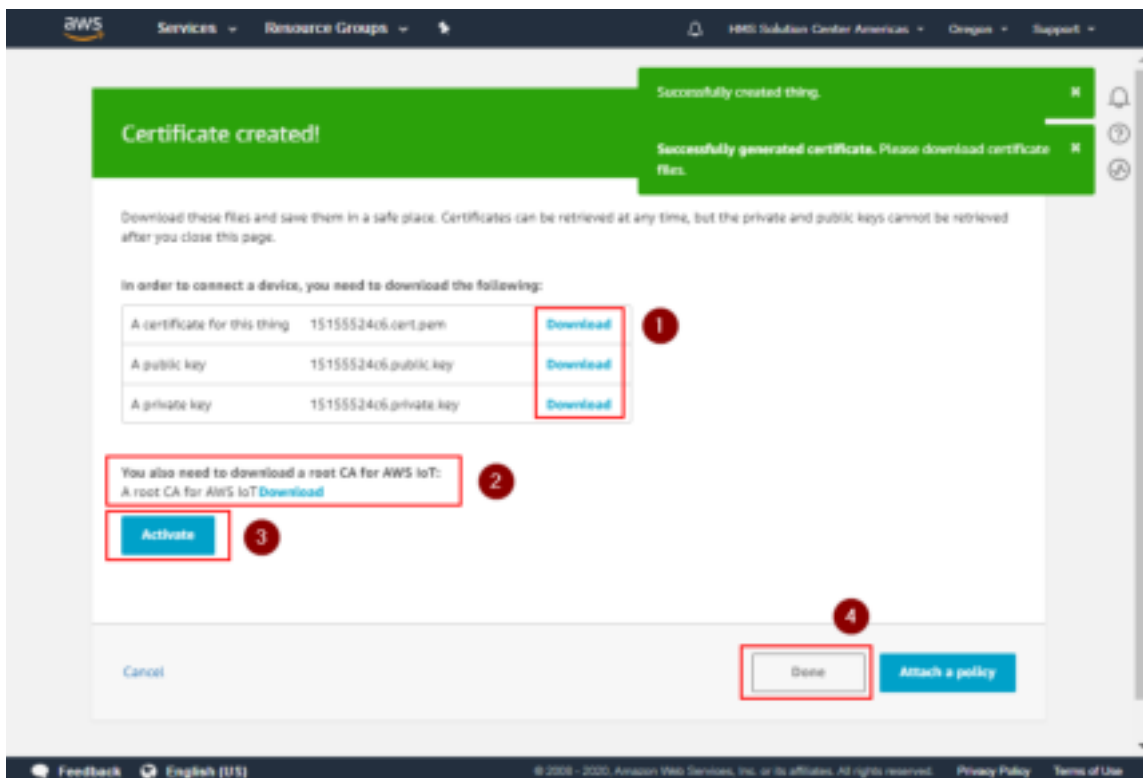 aws Services Resource Groups HMS Solution Center Americas Oregon Support
Successfully created thing.
Certificate created!
Successfully generated certificate. Please download certificate
files.
Download these files and save them in a safe place. Certificates can be retrieved at any time, but the private and public keys cannot be retrieved
after you close this page.
In order to connect a device, you need to download the following:
A certificate for this thing 15155524c6.cert.pem Download 1
A public key 15155524c6.public.key Download
A private key 15155524c6.private.key Download
You also need to download a root CA for AWS IoT: 2
A root CA for AWS IoT Download
Activate 3
4
Cancel Done Attach a policy
Feedback English (US) © 2008 - 2020, Amazon Web Services, Inc. or its affiliates. All rights reserved. Privacy Policy Terms of Use